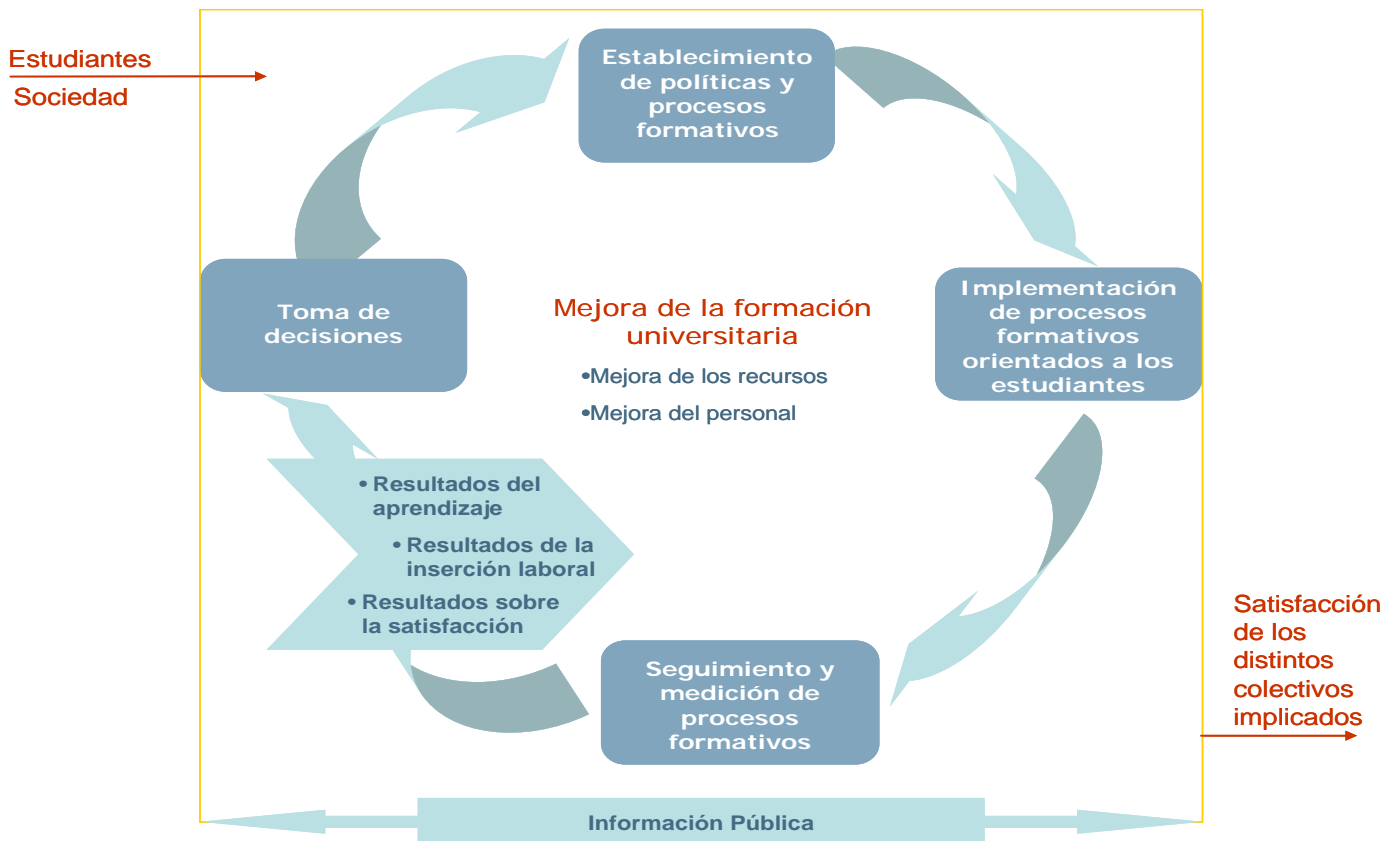 Estudiantes
Sociedad
Establecimiento
de políticas y
procesos
formativos
Toma de
decisiones
Mejora de la formación
universitaria
•Mejora de los recursos
•Mejora del personal
Implementación
de procesos
formativos
orientados a los
estudiantes
• Resultados del
aprendizaje
• Resultados de la
inserción laboral
• Resultados sobre
la satisfacción
Seguimiento y
medición de
procesos
formativos
Satisfacción
de los
distintos
colectivos
implicados
Información Pública